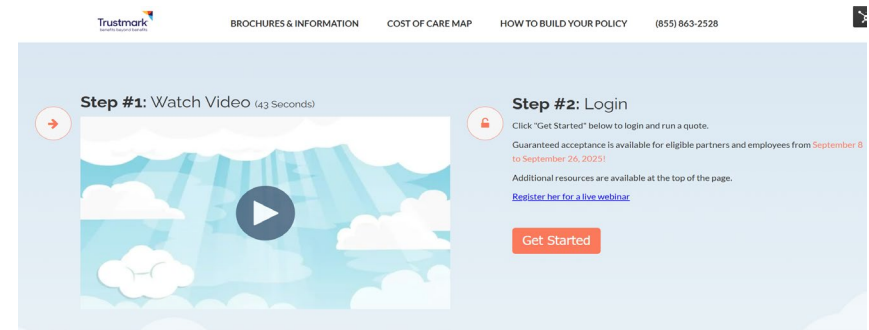 Trustmark
benefits beyond benefits
BROCHURES & INFORMATION
COST OF CARE MAP
HOW TO BUILD YOUR POLICY
(855) 863-2528
Step #1: Watch Video (43 Seconds)
Step #2: Login
Click "Get Started" below to login and run a quote.
Guaranteed acceptance is available for eligible partners and employees from September 8
to September 26, 2025!
Additional resources are available at the top of the page.
Register her for a live webinar
Get Started